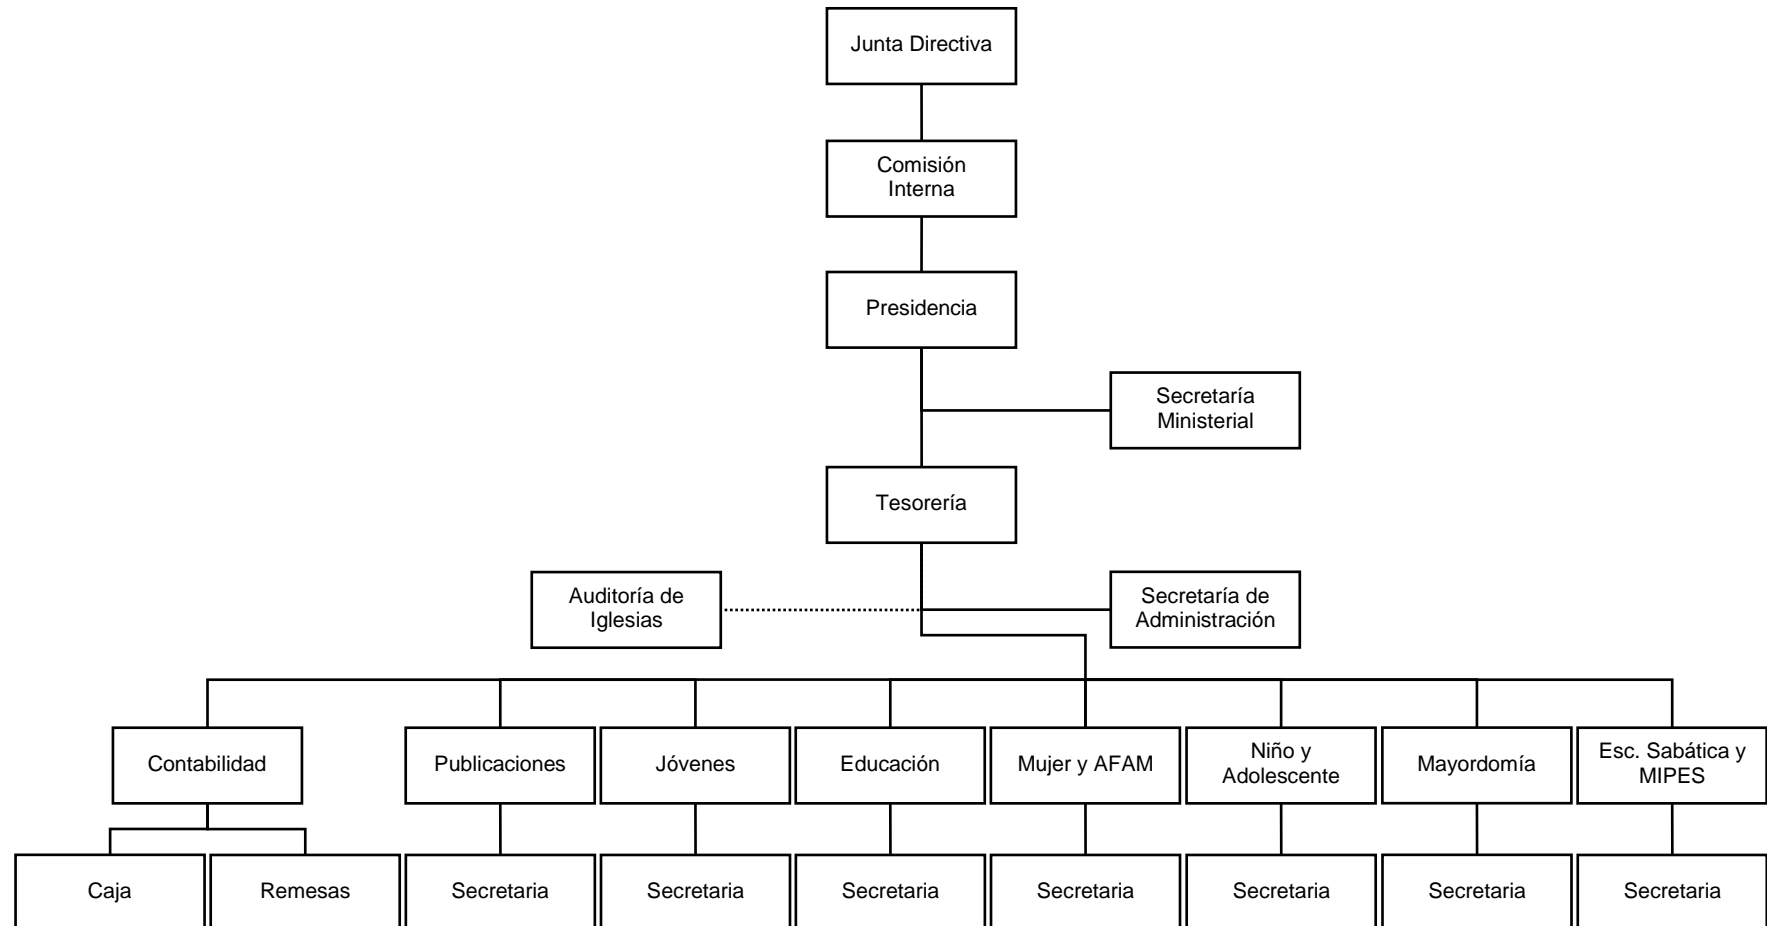 Junta Directiva
Comisión
Interna
Presidencia
Secretaría
Ministerial
Tesorería
Auditoría de
Iglesias
Secretaría de
Administración
Contabilidad
Publicaciones
Jóvenes
Educación
Mujer y AFAM
Niño y
Adolescente
Mayordomía
Esc. Sabática y
MIPES
Caja
Remesas
Secretaria
Secretaria
Secretaria
Secretaria
Secretaria
Secretaria
Secretaria